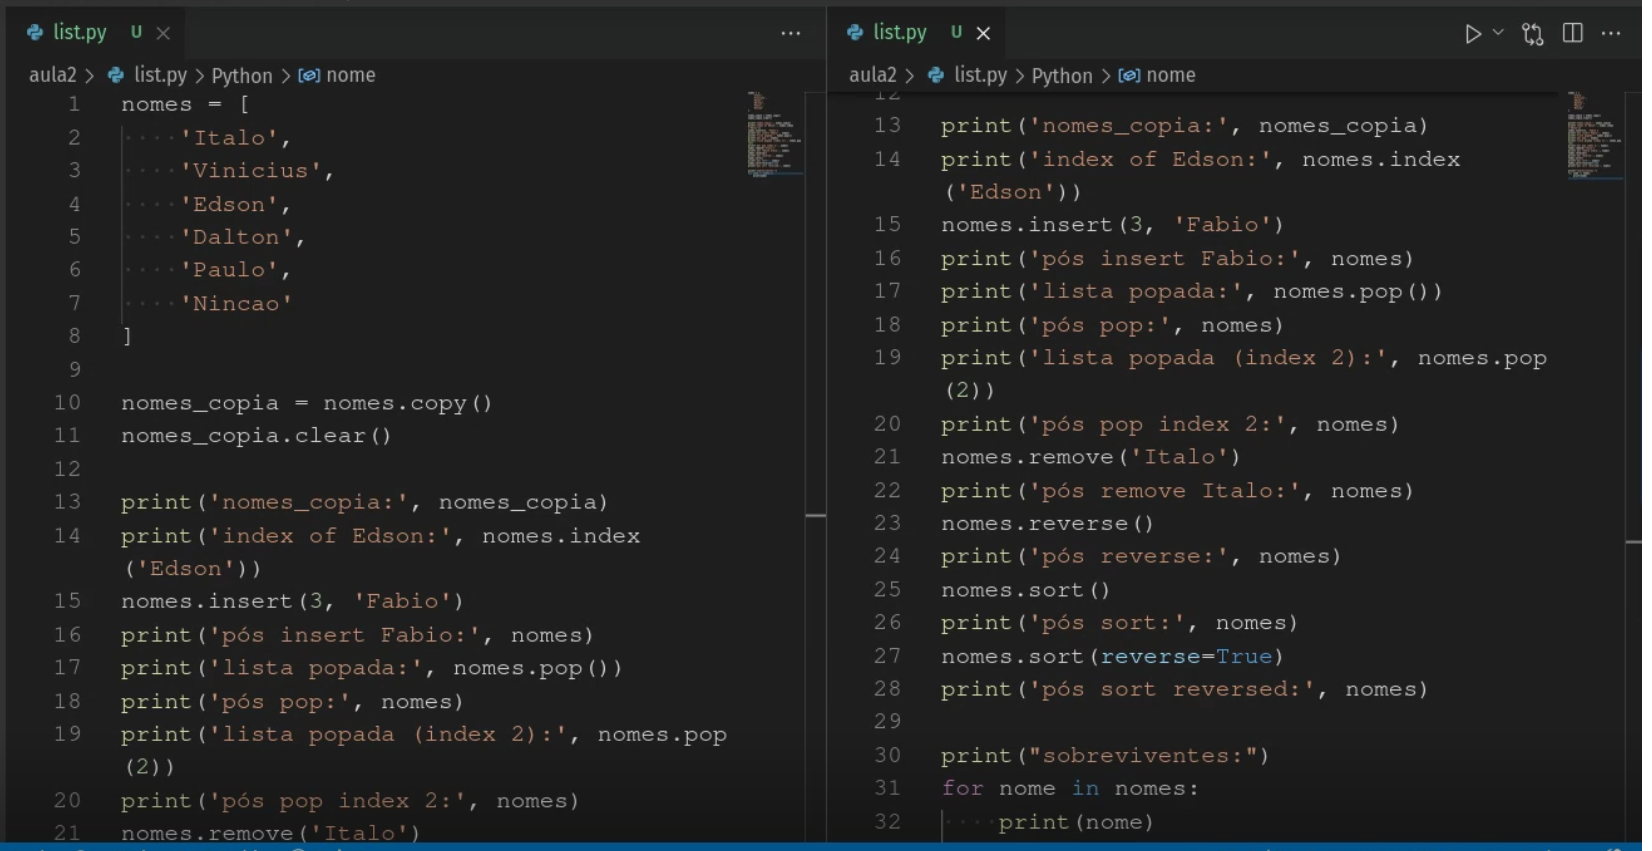 list.py U
aula2 > list.py > Python > nome
1 nomes = [
2 'Italo',
3 'Vinicius',
4 'Edson',
5 'Dalton',
6 'Paulo',
7 'Nincao'
8 ]
9
10 nomes_copia = nomes.copy()
11 nomes_copia.clear()
12
13 print('nomes_copia:', nomes_copia)
14 print('index of Edson:', nomes.index
('Edson'))
15 nomes.insert(3, 'Fabio')
16 print('pós insert Fabio:', nomes)
17 print('lista popada:', nomes.pop())
18 print('pós pop:', nomes)
19 print('lista popada (index 2):', nomes.pop
(2))
20 print('pós pop index 2:', nomes)
21 nomes.remove('Italo')
list.py U
aula2 > list.py > Python > nome
12
13 print('nomes_copia:', nomes_copia)
14 print('index of Edson:', nomes.index
('Edson'))
15 nomes.insert(3, 'Fabio')
16 print('pós insert Fabio:', nomes)
17 print('lista popada:', nomes.pop())
18 print('pós pop:', nomes)
19 print('lista popada (index 2):', nomes.pop
(2))
20 print('pós pop index 2:', nomes)
21 nomes.remove('Italo')
22 print('pós remove Italo:', nomes)
23 nomes.reverse()
24 print('pós reverse:', nomes)
25 nomes.sort()
26 print('pós sort:', nomes)
27 nomes.sort(reverse=True)
28 print('pós sort reversed:', nomes)
29
30 print("sobreviventes:")
31 for nome in nomes:
32 print(nome)